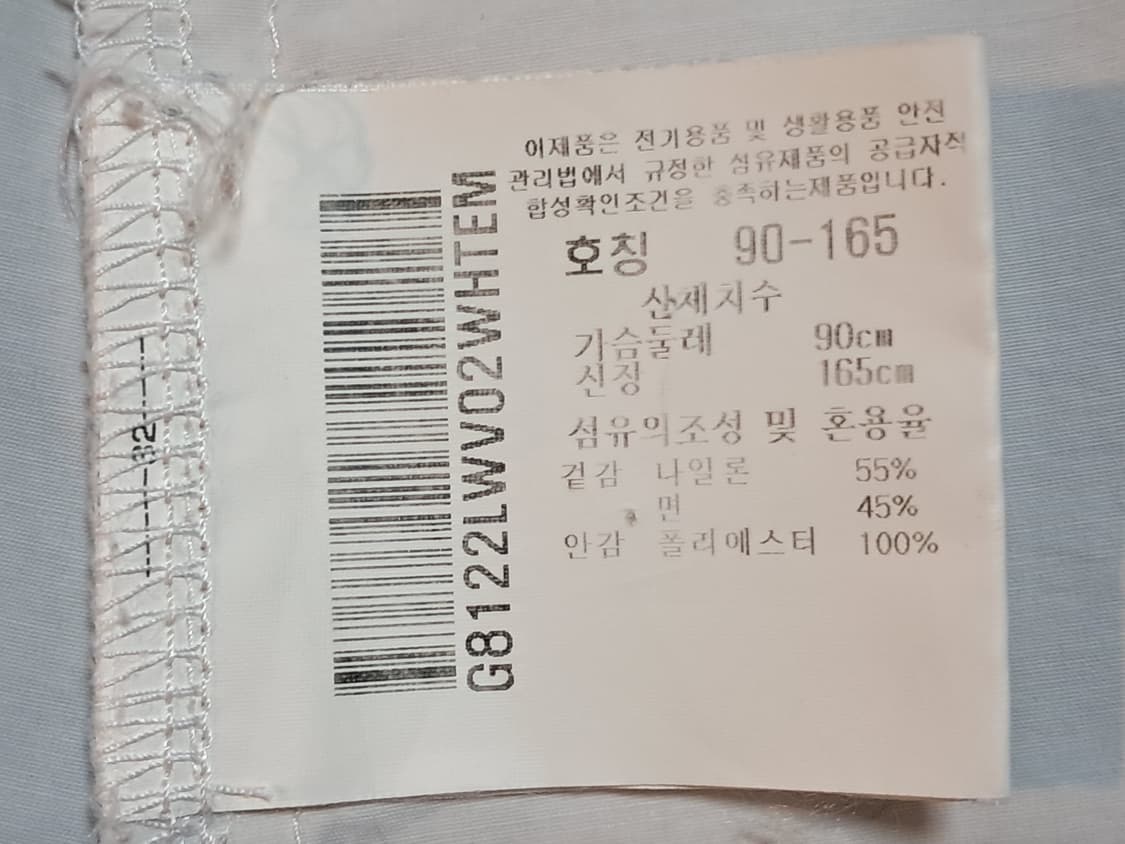 이제품은 전기용품 및 생활용품 안전
관리법에서 규정한 섬유제품의 공급자적
합성확인조건을 충족하는제품입니다.
호칭 90-165
산재치수
가슴둘레 90cm
신장 165cm
섬유의조성 및 혼용율
겉감 나일론 55%
면 45%
안감 폴리에스터 100%
G8122LWV02WHTEM
-----82-----